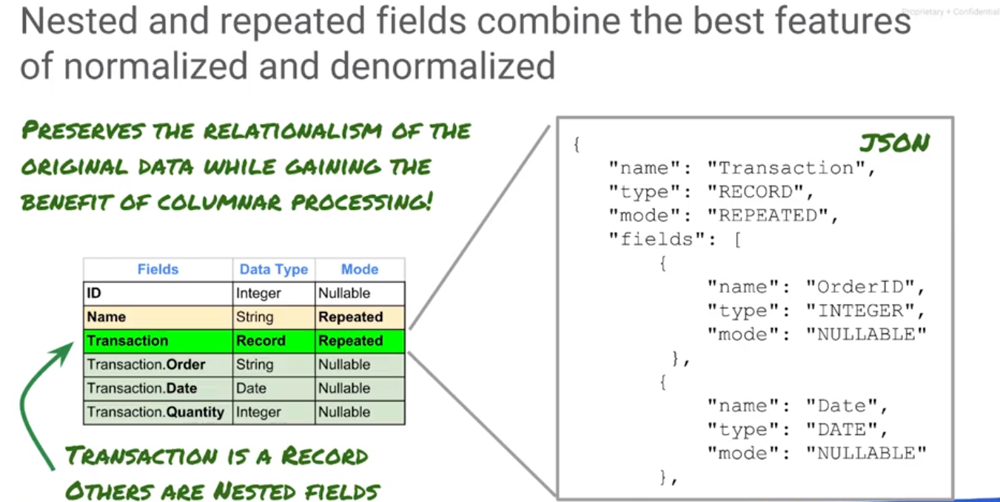 Proprietary + Confidential
Nested and repeated fields combine the best features
of normalized and denormalized
PRESERVES THE RELATIONALISM OF THE
ORIGINAL DATA WHILE GAINING THE
BENEFIT OF COLUMNAR PROCESSING!
Fields Data Type Mode
ID Integer Nullable
Name String Repeated
Transaction Record Repeated
Transaction.Order String Nullable
Transaction.Date Date Nullable
Transaction.Quantity Integer Nullable
TRANSACTION IS A RECORD
OTHERS ARE NESTED FIELDS
JSON
{
"name": "Transaction",
"type": "RECORD",
"mode": "REPEATED",
"fields": [
{
"name": "OrderID",
"type": "INTEGER",
"mode": "NULLABLE"
},
{
"name": "Date",
"type": "DATE",
"mode": "NULLABLE"
},